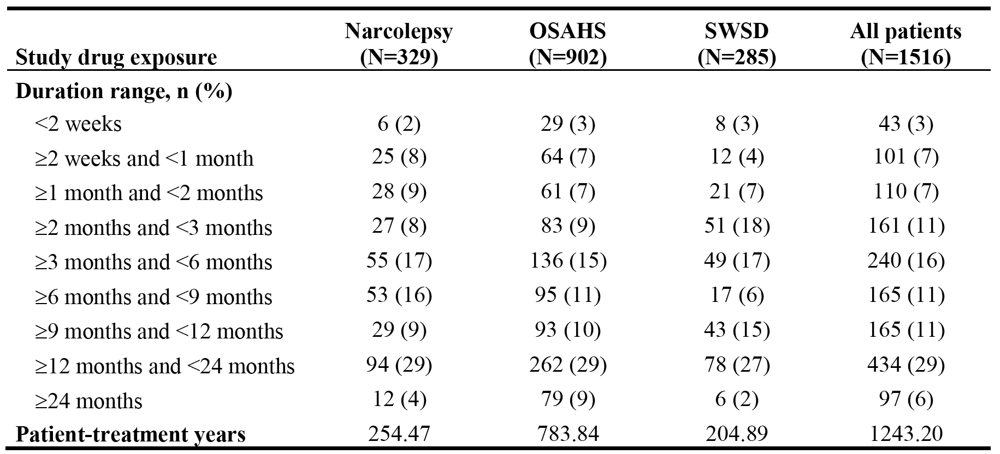 Narcolepsy OSAHS SWSD All patients
Study drug exposure (N=329) (N=902) (N=285) (N=1516)
Duration range, n (%)
<2 weeks 6 (2) 29 (3) 8 (3) 43 (3)
≥2 weeks and <1 month 25 (8) 64 (7) 12 (4) 101 (7)
≥1 month and <2 months 28 (9) 61 (7) 21 (7) 110 (7)
≥2 months and <3 months 27 (8) 83 (9) 51 (18) 161 (11)
≥3 months and <6 months 55 (17) 136 (15) 49 (17) 240 (16)
≥6 months and <9 months 53 (16) 95 (11) 17 (6) 165 (11)
≥9 months and <12 months 29 (9) 93 (10) 43 (15) 165 (11)
≥12 months and <24 months 94 (29) 262 (29) 78 (27) 434 (29)
≥24 months 12 (4) 79 (9) 6 (2) 97 (6)
Patient-treatment years 254.47 783.84 204.89 1243.20